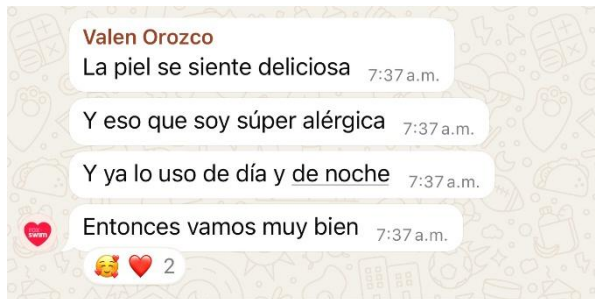 Valen Orozco
La piel se siente deliciosa 7:37 a.m.
Y eso que soy súper alérgica 7:37 a.m.
Y ya lo uso de día y de noche 7:37 a.m.
Entonces vamos muy bien 7:37 a.m.
2